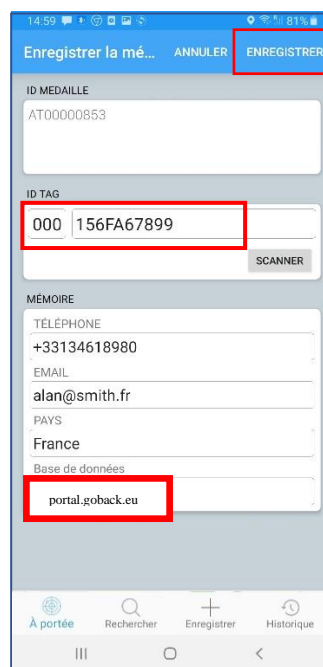 14:59 81%
Enregistrer la mé... ANNULER ENREGISTRER
ID MEDAILLE
AT00000853
ID TAG
000 156FA67899
SCANNER
MÉMOIRE
TÉLÉPHONE
+33134618980
EMAIL
alan@smith.fr
PAYS
France
Base de données
portal.goback.eu
À portée Rechercher Enregistrer Historique